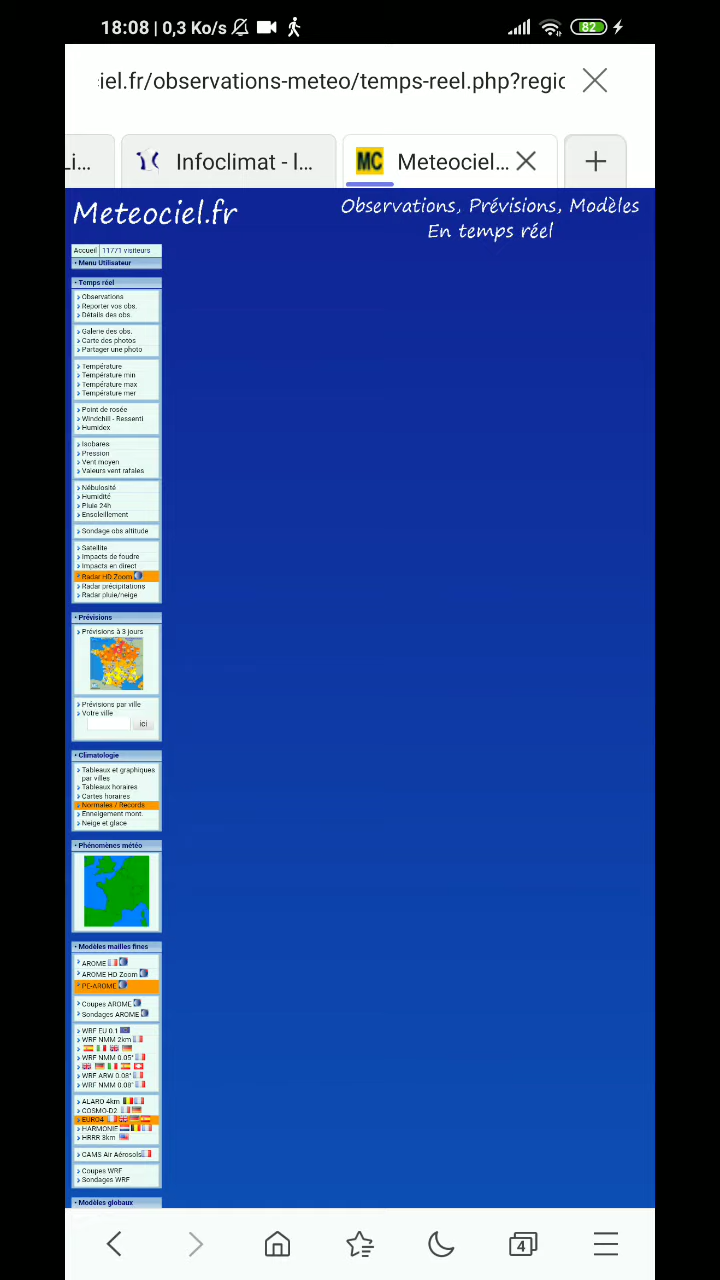 18:08 | 0,3 Ko/s
82
:iel.fr/observations-meteo/temps-reel.php?regic
Li...
Infoclimat - l...
MC Meteociel...
Meteociel.fr
Observations, Prévisions, Modèles
En temps réel
Accueil 11771 visiteurs
Menu Utilisateur
Temps réel
Observations
Reporter vos obs.
Détails des obs.
Galerie des obs.
Carte des photos
Partager une photo
Température
Température min
Température max
Température mer
Point de rosée
Windchill - Ressenti
Humidex
Isobares
Pression
Vent moyen
Valeurs vent rafales
Nébulosité
Humidité
Pluie 24h
Ensoleillement
Sondage obs altitude
Satellite
Impacts de foudre
Impacts en direct
Radar HD Zoom
Radar précipitations
Radar pluie/neige
Prévisions
Prévisions à 3 jours
Prévisions par ville
Votre ville
ici
Climatologie
Tableaux et graphiques
par villes
Tableaux horaires
Cartes horaires
Normales / Records
Enneigement mont.
Neige et glace
Phénomènes météo
Modèles mailles fines
AROME
AROME HD Zoom
PE-AROME
Coupes AROME
Sondages AROME
WRF EU 0.1
WRF NMM 2km
WRF NMM 0.05°
WRF ARW 0.08°
WRF NMM 0.08°
ALARO 4km
COSMO-D2
EURO4
HARMONIE
HRRR 3km
CAMS Air Aérosols
Coupes WRF
Sondages WRF
Modèles globaux
4